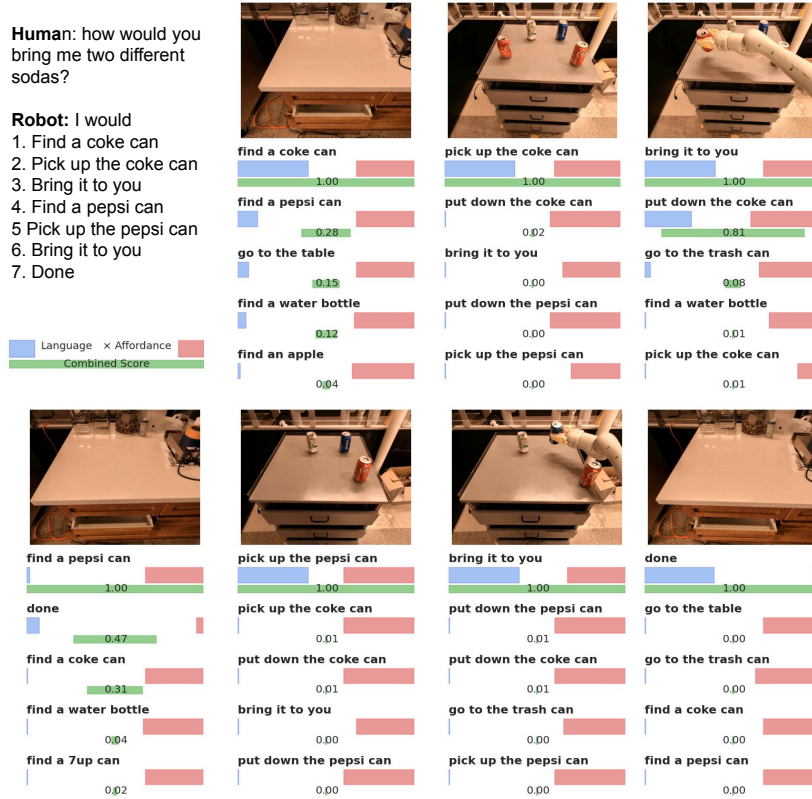 Human: how would you
bring me two different
sodas?
Robot: I would
1. Find a coke can
2. Pick up the coke can
3. Bring it to you
4. Find a pepsi can
5 Pick up the pepsi can
6. Bring it to you
7. Done
Language × Affordance
Combined Score
find a coke can
1.00
find a pepsi can
0.28
go to the table
0.15
find a water bottle
0.12
find an apple
0.04
pick up the coke can
1.00
put down the coke can
0.02
bring it to you
0.00
put down the pepsi can
0.00
pick up the pepsi can
0.00
bring it to you
1.00
put down the coke can
0.81
go to the trash can
0.08
find a water bottle
0.01
pick up the coke can
0.01
find a pepsi can
1.00
done
0.47
find a coke can
0.31
find a water bottle
0.04
find a 7up can
0.02
pick up the pepsi can
1.00
pick up the coke can
0.01
put down the coke can
0.01
bring it to you
0.00
put down the pepsi can
0.00
bring it to you
1.00
put down the pepsi can
0.01
put down the coke can
0.01
go to the trash can
0.00
pick up the pepsi can
0.00
done
1.00
go to the table
0.00
go to the trash can
0.00
find a coke can
0.00
find a pepsi can
0.00